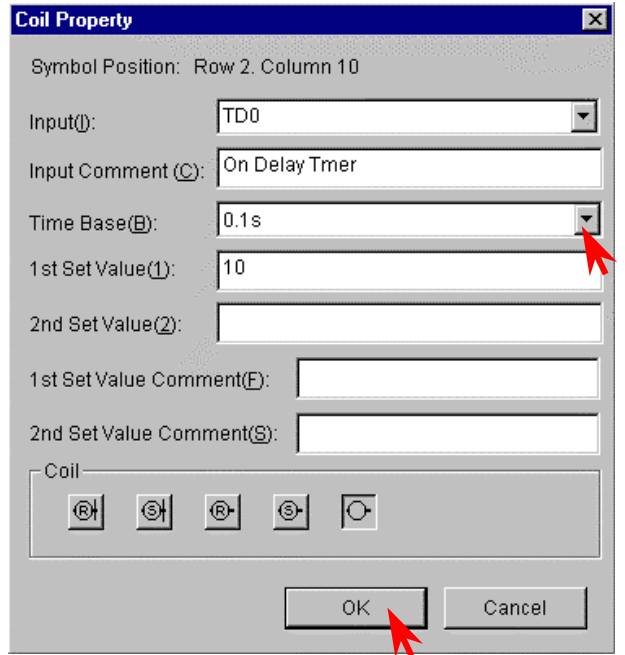 Coil Property
Symbol Position: Row 2. Column 10
Input(I): TD0
Input Comment (C): On Delay Tmer
Time Base(B): 0.1s
1st Set Value(1): 10
2nd Set Value(2):
1st Set Value Comment(F):
2nd Set Value Comment(S):
Coil
R S R S
OK Cancel